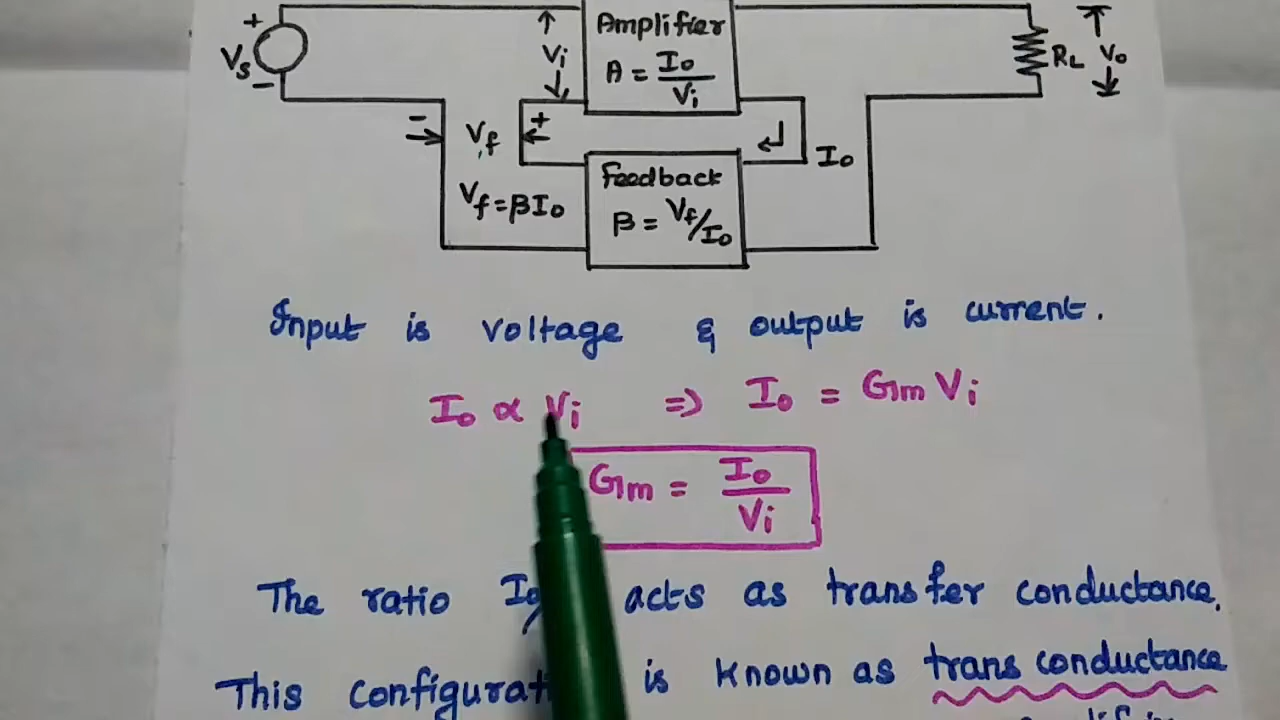 +
Vs
−
Vi
Amplifier
A = Io/Vi
RL
Vo
−
Vf
+
Io
Vf = βIo
Feedback
β = Vf/Io
Input is voltage & output is current.
Io ∝ Vi ⇒ Io = Gm Vi
Gm = Io/Vi
The ratio acts as transfer conductance.
This is known as trans conductance